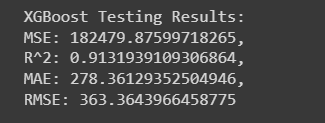 XGBoost Testing Results:
MSE: 182479.87599718265,
R^2: 0.9131939109306864,
MAE: 278.36129352504946,
RMSE: 363.3643966458775